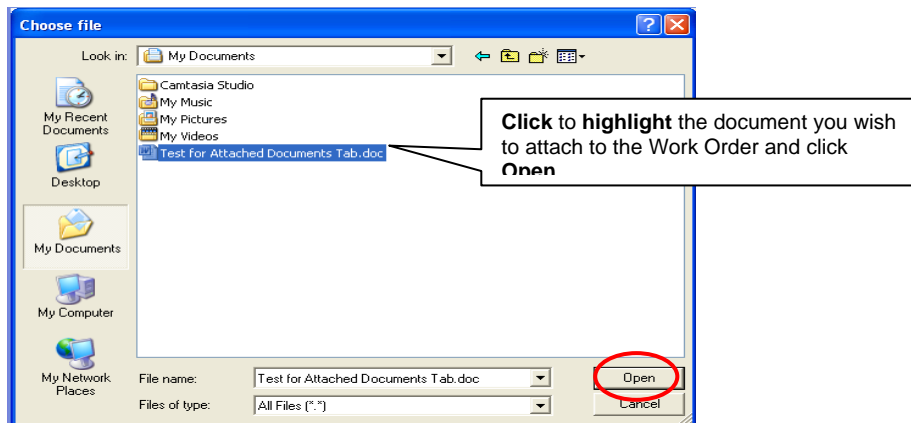 Choose file
Look in:
My Documents
Camtasia Studio
My Music
My Pictures
My Videos
Test for Attached Documents Tab.doc
My Recent
Documents
Desktop
My Documents
My Computer
My Network
Places
Click to highlight the document you wish
to attach to the Work Order and click
Open
File name:
Test for Attached Documents Tab.doc
Open
Files of type:
All Files (*.*)
Cancel